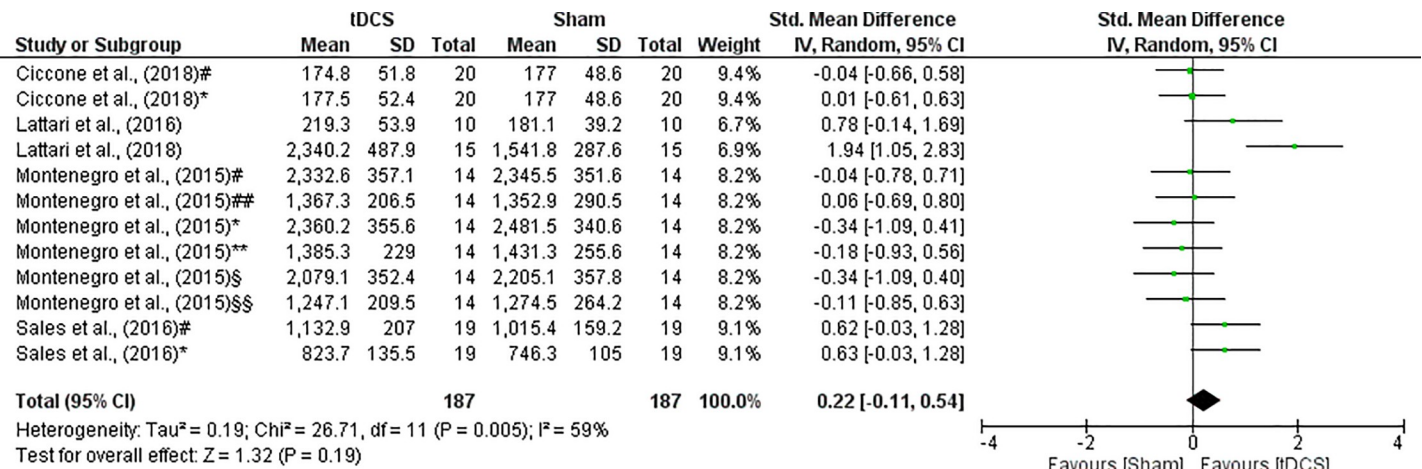 tDCS Sham Std. Mean Difference Std. Mean Difference
Study or Subgroup Mean SD Total Mean SD Total Weight IV, Random, 95% CI IV, Random, 95% CI
Ciccone et al., (2018)# 174.8 51.8 20 177 48.6 20 9.4% -0.04 [-0.66, 0.58]
Ciccone et al., (2018)* 177.5 52.4 20 177 48.6 20 9.4% 0.01 [-0.61, 0.63]
Lattari et al., (2016) 219.3 53.9 10 181.1 39.2 10 6.7% 0.78 [-0.14, 1.69]
Lattari et al., (2018) 2,340.2 487.9 15 1,541.8 287.6 15 6.9% 1.94 [1.05, 2.83]
Montenegro et al., (2015)# 2,332.6 357.1 14 2,345.5 351.6 14 8.2% -0.04 [-0.78, 0.71]
Montenegro et al., (2015)## 1,367.3 206.5 14 1,352.9 290.5 14 8.2% 0.06 [-0.69, 0.80]
Montenegro et al., (2015)* 2,360.2 355.6 14 2,481.5 340.6 14 8.2% -0.34 [-1.09, 0.41]
Montenegro et al., (2015)** 1,385.3 229 14 1,431.3 255.6 14 8.2% -0.18 [-0.93, 0.56]
Montenegro et al., (2015)§ 2,079.1 352.4 14 2,205.1 357.8 14 8.2% -0.34 [-1.09, 0.40]
Montenegro et al., (2015)§§ 1,247.1 209.5 14 1,274.5 264.2 14 8.2% -0.11 [-0.85, 0.63]
Sales et al., (2016)# 1,132.9 207 19 1,015.4 159.2 19 9.1% 0.62 [-0.03, 1.28]
Sales et al., (2016)* 823.7 135.5 19 746.3 105 19 9.1% 0.63 [-0.03, 1.28]
Total (95% CI) 187 187 100.0% 0.22 [-0.11, 0.54]
Heterogeneity: Tau² = 0.19; Chi² = 26.71, df = 11 (P = 0.005); I² = 59%
Test for overall effect: Z = 1.32 (P = 0.19)
-4 -2 0 2 4
Favours [Sham] Favours [tDCS]